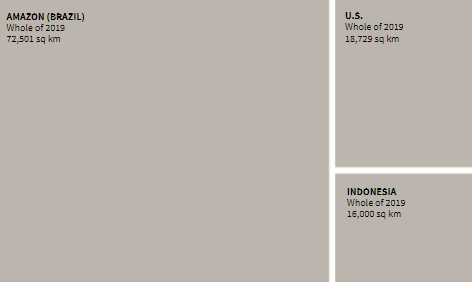 AMAZON (BRAZIL)
Whole of 2019
72,501 sq km
U.S.
Whole of 2019
18,729 sq km
INDONESIA
Whole of 2019
16,000 sq km